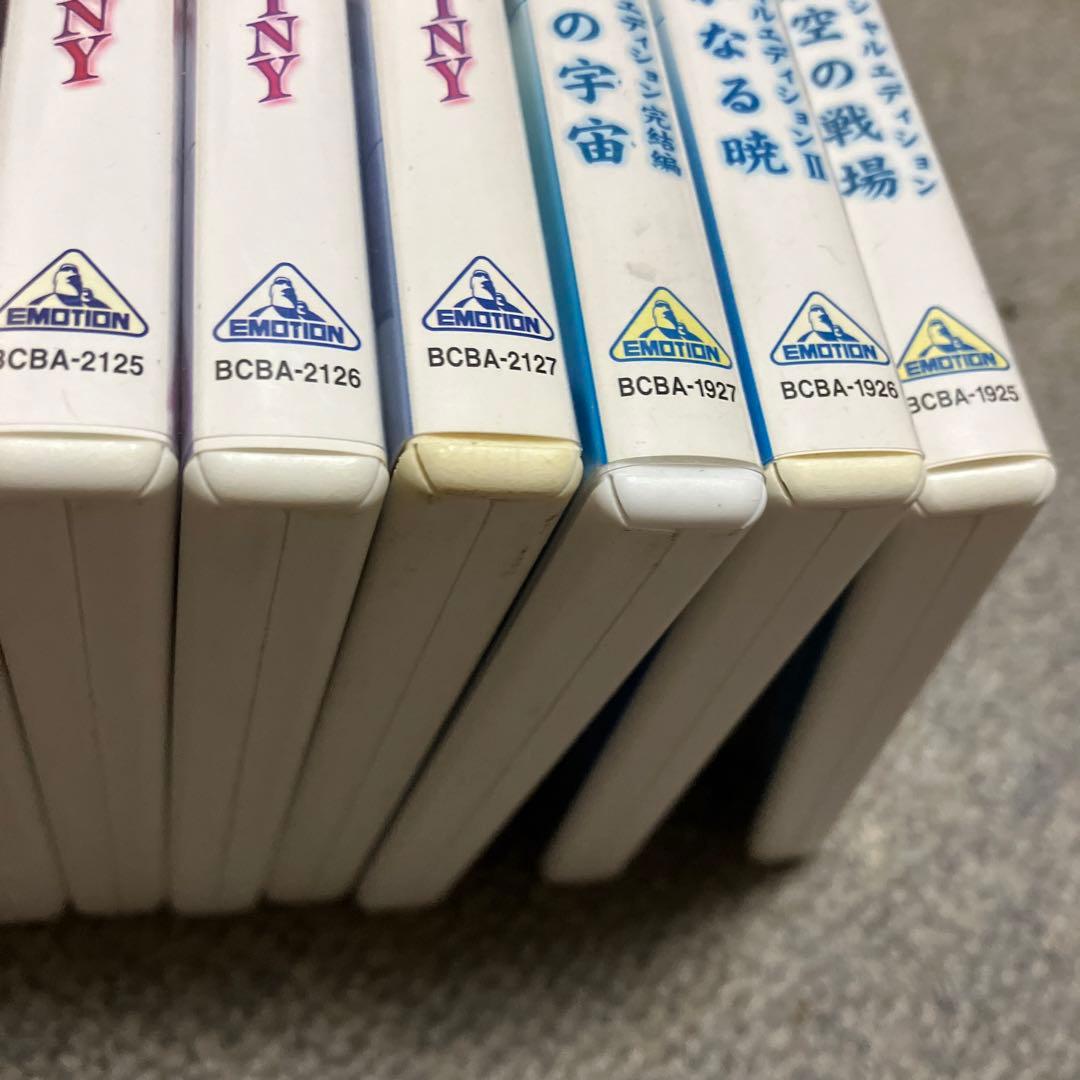 NY
EMOTION
BCBA-2125
INY
EMOTION
BCBA-2126
INY
EMOTION
BCBA-2127
の宇宙
エディション完結編
EMOTION
BCBA-1927
なる暁
ルエディションII
EMOTION
BCBA-1926
空の戦場
シャルエディション
EMOTION
BCBA-1925